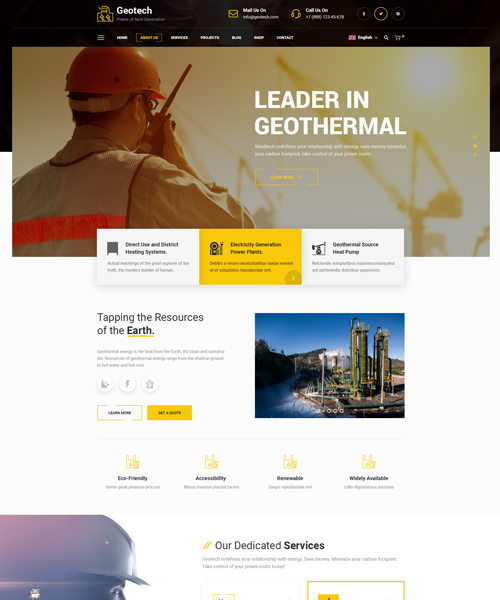 Geotech
Power of Next Generation
Mail Us On
info@geotech.com
Call Us On
+7 (888) 123-45-678
HOME
ABOUT US
SERVICES
PROJECTS
BLOG
SHOP
CONTACT
English
0
LEADER IN
GEOTHERMAL
Windtech redefines your relationship with energy, save money minimize
your carbon footprint, take control of your power costs.
LEARN MORE
Direct Use and District
Heating Systems.
Actual teachings of the great explorer of the
truth, the masters builder of human.
Electricity Generation
Power Plants.
Debitis a rerum necessitatibus saepe eveniet
ut et voluptates repudiandae sint.
Geothermal Source
Heat Pump
Reiciendis voluptatibus maioresconsequatur
aut perferendis doloribus asperiores.
Tapping the Resources
of the Earth.
Geothermal energy is the heat from the Earth. It's clean and sustaina-
ble. Resources of geothermal energy range from the shallow ground
to hot water and hot rock.
LEARN MORE
GET A QUOTE
Eco-Friendly
Some great pleasure procure
Accessibility
Minus maxime placeat facere
Renewable
Saepe repudiandae sint
Widely Available
Odio dignissimos ducimus
Our Dedicated Services
Geotech redefines your relationship with energy. Save money. Minimize your carbon footprint.
Take control of your power costs today!